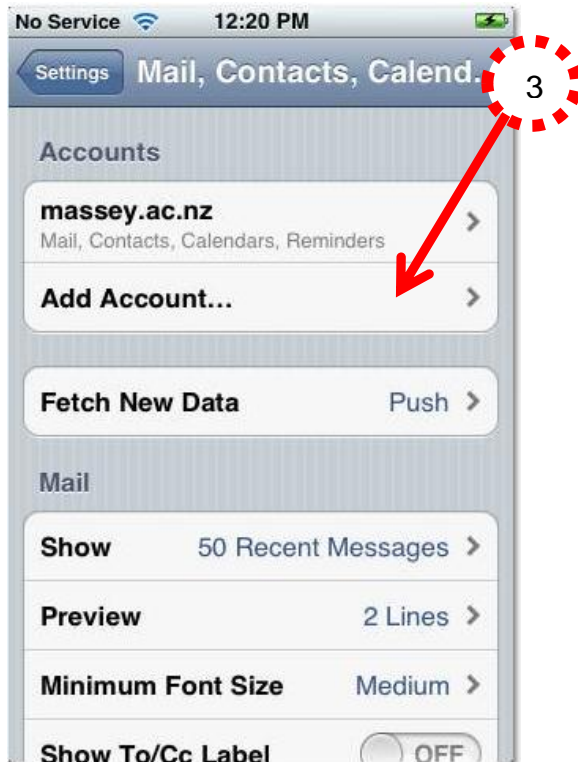 No Service 12:20 PM
Settings Mail, Contacts, Calend...
3
Accounts
massey.ac.nz
Mail, Contacts, Calendars, Reminders
Add Account...
Fetch New Data Push
Mail
Show 50 Recent Messages
Preview 2 Lines
Minimum Font Size Medium
Show To/Cc Label OFF